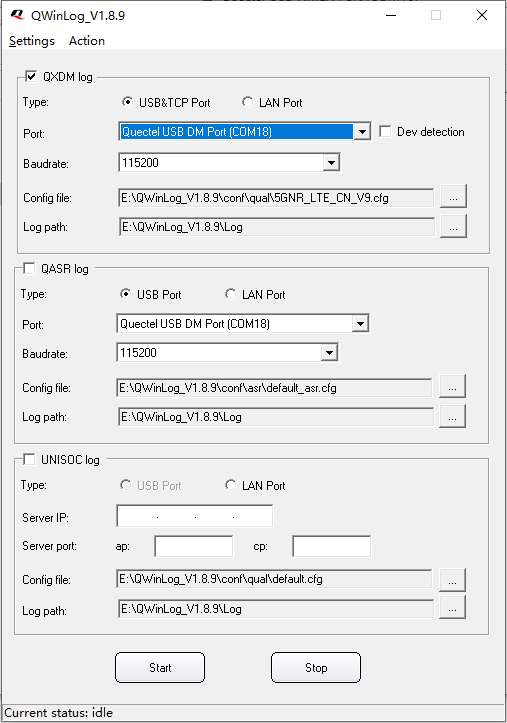 QWinLog_V1.8.9
Settings Action
QXDM log
Type: USB&TCP Port LAN Port
Port: Quectel USB DM Port (COM18) Dev detection
Baudrate: 115200
Config file: E:\QWinLog_V1.8.9\conf\qual\5GNR_LTE_CN_V9.cfg ...
Log path: E:\QWinLog_V1.8.9\Log ...
QASR log
Type: USB Port LAN Port
Port: Quectel USB DM Port (COM18)
Baudrate: 115200
Config file: E:\QWinLog_V1.8.9\conf\asr\default_asr.cfg ...
Log path: E:\QWinLog_V1.8.9\Log ...
UNISOC log
Type: USB Port LAN Port
Server IP: . . .
Server port: ap: cp:
Config file: E:\QWinLog_V1.8.9\conf\qual\default.cfg ...
Log path: E:\QWinLog_V1.8.9\Log ...
Start Stop
Current status: idle